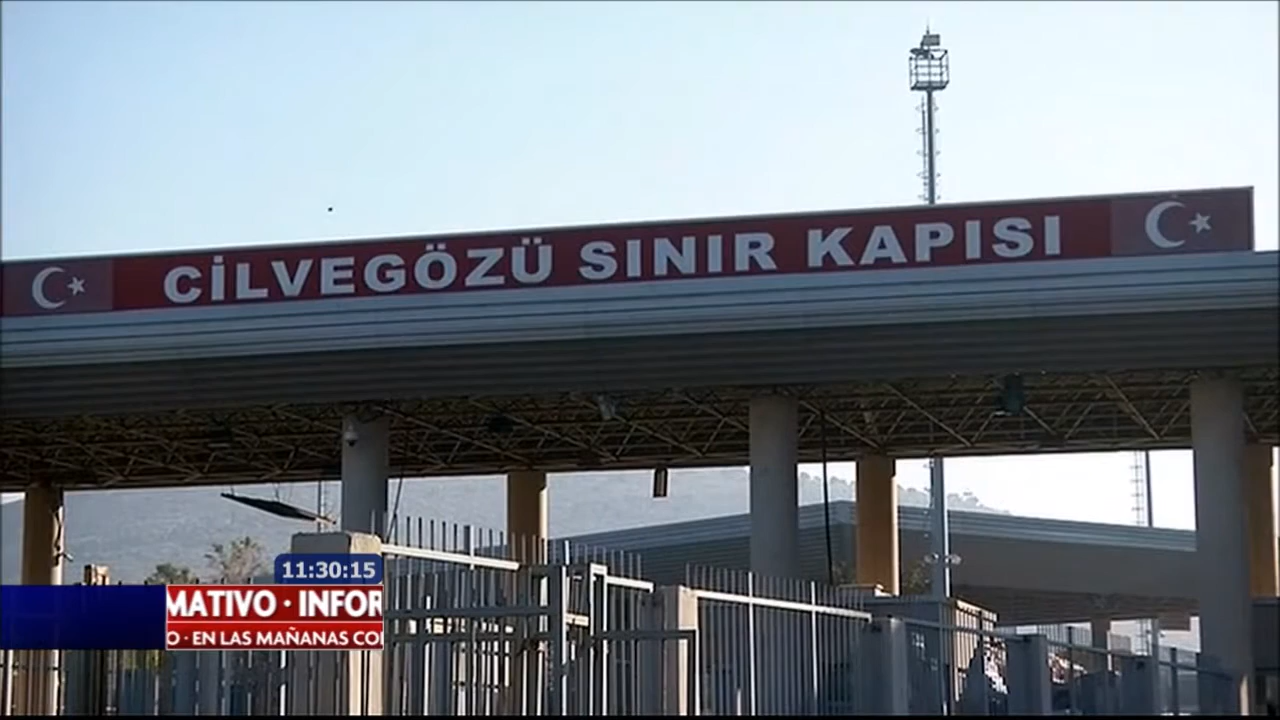 CİLVEGÖZÜ SINIR KAPISI
11:30:15
MATIVO · INFOR
O · EN LAS MAÑANAS CO